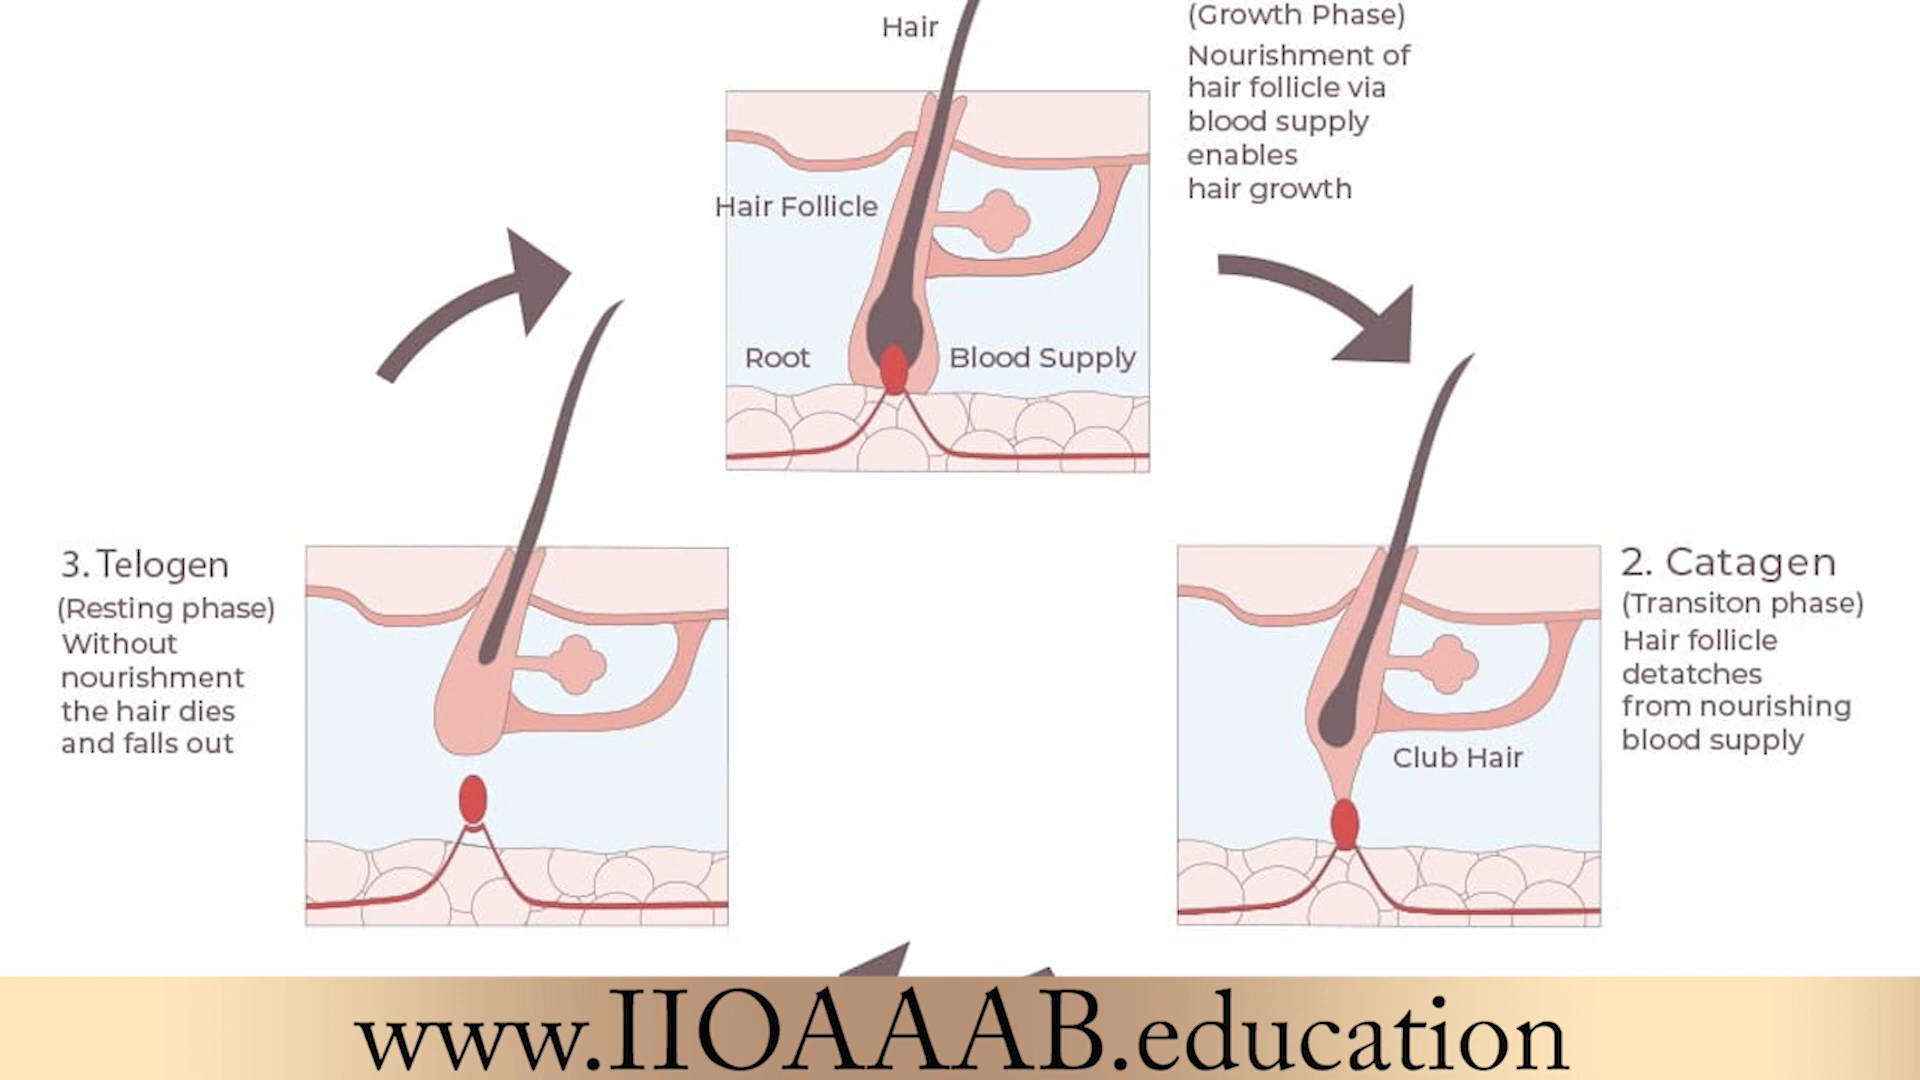 Hair
(Growth Phase)
Nourishment of
hair follicle via
blood supply
enables
hair growth
Hair Follicle
Root
Blood Supply
3. Telogen
(Resting phase)
Without
nourishment
the hair dies
and falls out
2. Catagen
(Transiton phase)
Hair follicle
detatches
from nourishing
blood supply
Club Hair
www.IIOAAAB.education